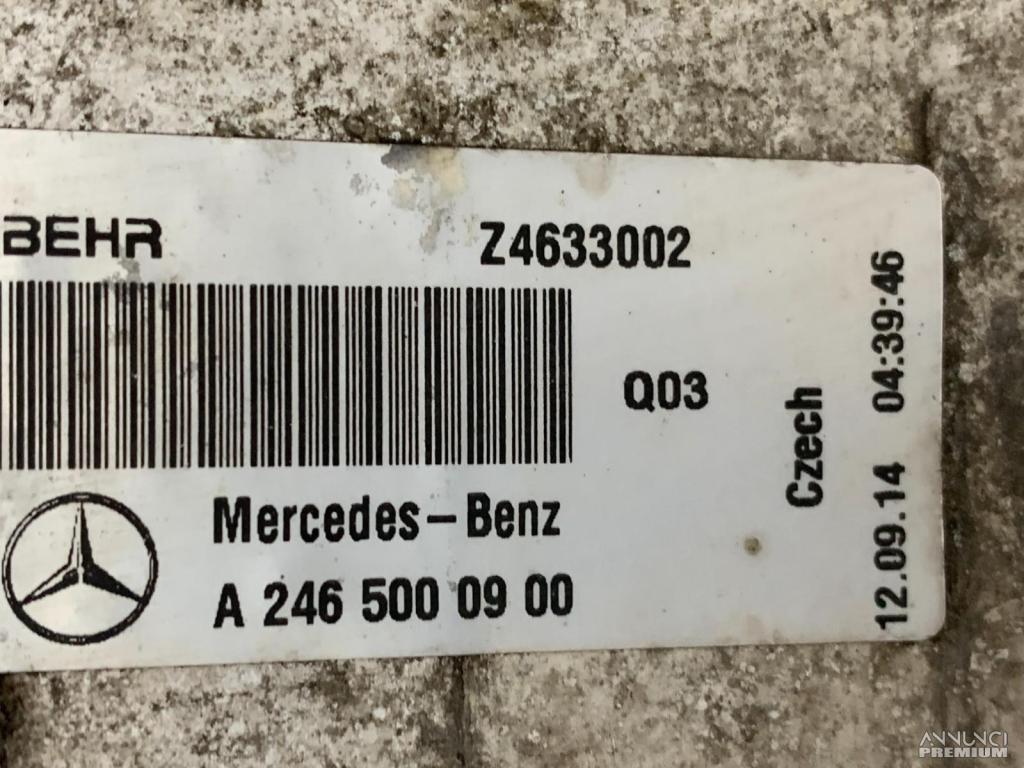 BEHR
Z4633002
Q03
Czech
12.09.14 04:39:46
Mercedes-Benz
A 246 500 09 00
ANNUNCI
PREMIUM